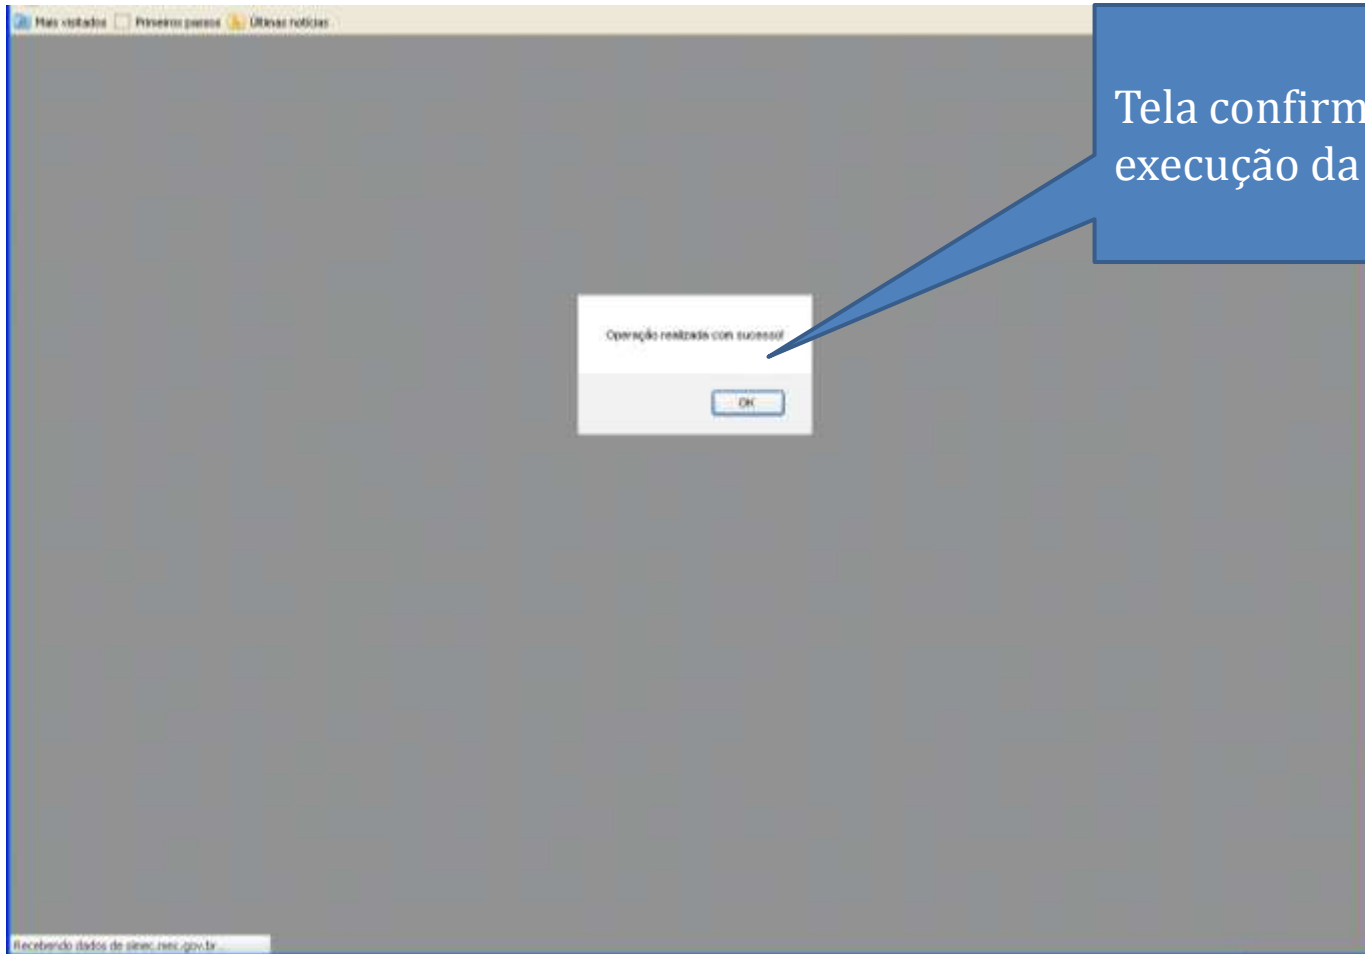 Mais visitados Primeiros passos Últimas notícias
Tela confirm
execução da
Operação realizada com sucesso!
OK
Recebendo dados de simec.mec.gov.br...